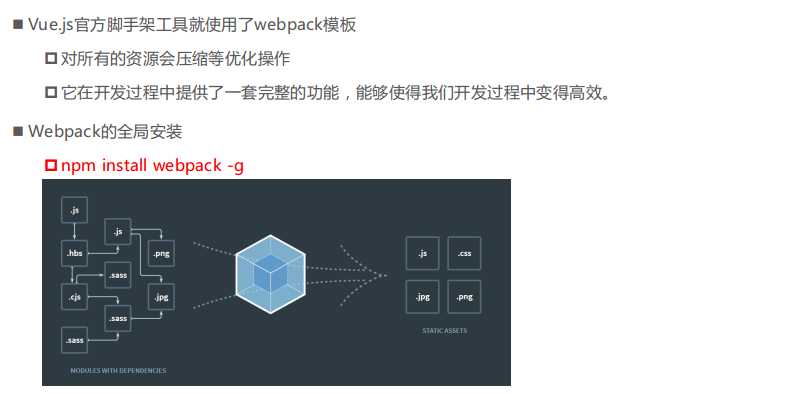 Vue.js官方脚手架工具就使用了webpack模板
对所有的资源会压缩等优化操作
它在开发过程中提供了一套完整的功能，能够使得我们开发过程中变得高效。
Webpack的全局安装
npm install webpack -g
.js
.js
.hbs
.png
.sass
.cjs
.jpg
.sass
.sass
MODULES WITH DEPENDENCIES
.js
.css
.jpg
.png
STATIC ASSETS